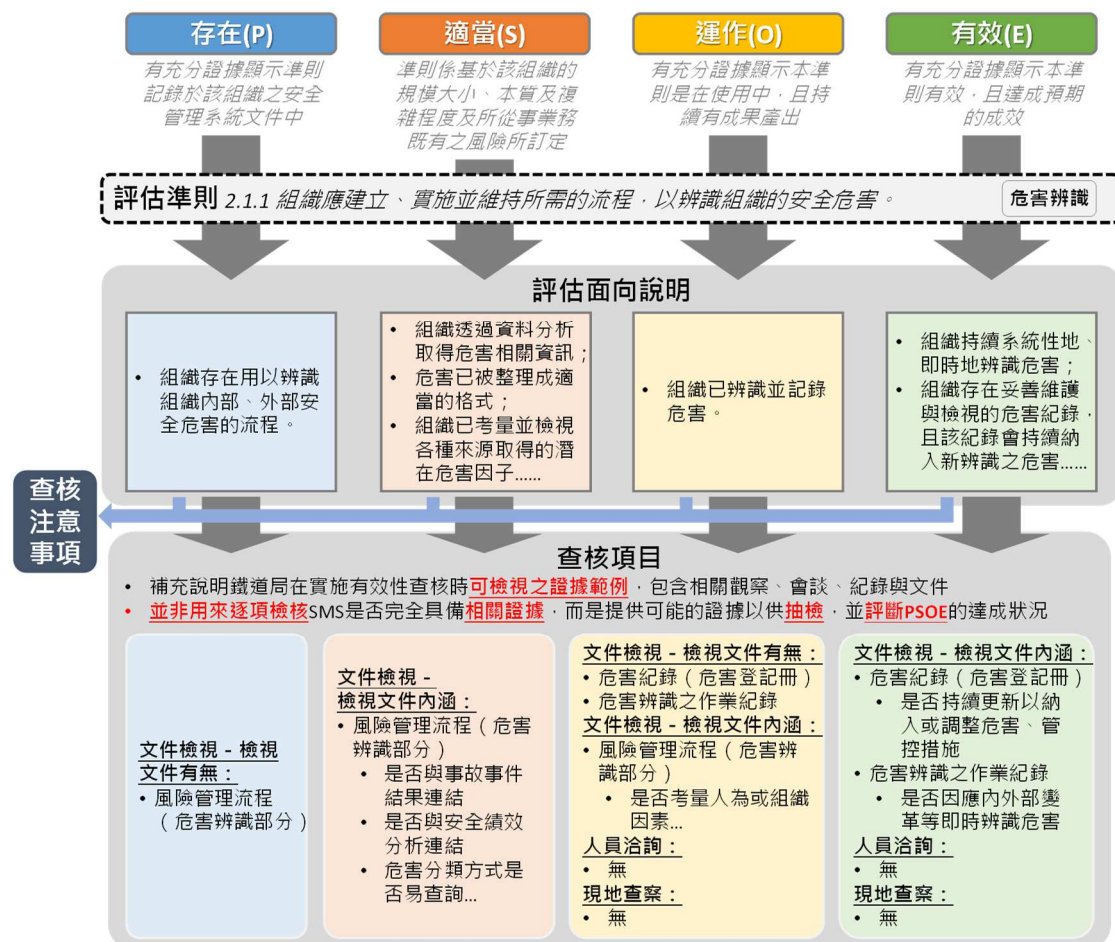 存在(P)
有充分證據顯示準則
記錄於該組織之安全
管理系統文件中
適當(S)
準則係基於該組織的
規模大小、本質及複
雜程度及所從事業務
既有之風險所訂定
運作(O)
有充分證據顯示本準
則是在使用中，且持
續有成果產出
有效(E)
有充分證據顯示本準
則有效，且達成預期
的成效
評估準則 2.1.1 組織應建立、實施並維持所需的流程，以辨識組織的安全危害。
危害辨識
評估面向說明
• 組織存在用以辨識
組織內部、外部安
全危害的流程。
• 組織透過資料分析
取得危害相關資訊；
• 危害已被整理成適
當的格式；
• 組織已考量並檢視
各種來源取得的潛
在危害因子……
• 組織已辨識並記錄
危害。
• 組織持續系統性地、
即時地辨識危害；
• 組織存在妥善維護
與檢視的危害紀錄，
且該紀錄會持續納
入新辨識之危害……
查核
注意
事項
查核項目
• 補充說明鐵道局在實施有效性查核時可檢視之證據範例，包含相關觀察、會談、紀錄與文件
• 並非用來逐項檢核SMS是否完全具備相關證據，而是提供可能的證據以供抽檢，並評斷PSOE的達成狀況
文件檢視 - 檢視
文件有無：
• 風險管理流程
（危害辨識部分）
文件檢視 -
檢視文件內涵：
• 風險管理流程（危害
辨識部分）
• 是否與事故事件
結果連結
• 是否與安全績效
分析連結
• 危害分類方式是
否易查詢…
文件檢視 - 檢視文件有無：
• 危害紀錄（危害登記冊）
• 危害辨識之作業紀錄
文件檢視 - 檢視文件內涵：
• 風險管理流程（危害辨
識部分）
• 是否考量人為或組織
因素…
人員洽詢：
• 無
現地查察：
• 無
文件檢視 - 檢視文件內涵：
• 危害紀錄（危害登記冊）
• 是否持續更新以納
入或調整危害、管
控措施
• 危害辨識之作業紀錄
• 是否因應內外部變
革等即時辨識危害
人員洽詢：
• 無
現地查察：
• 無